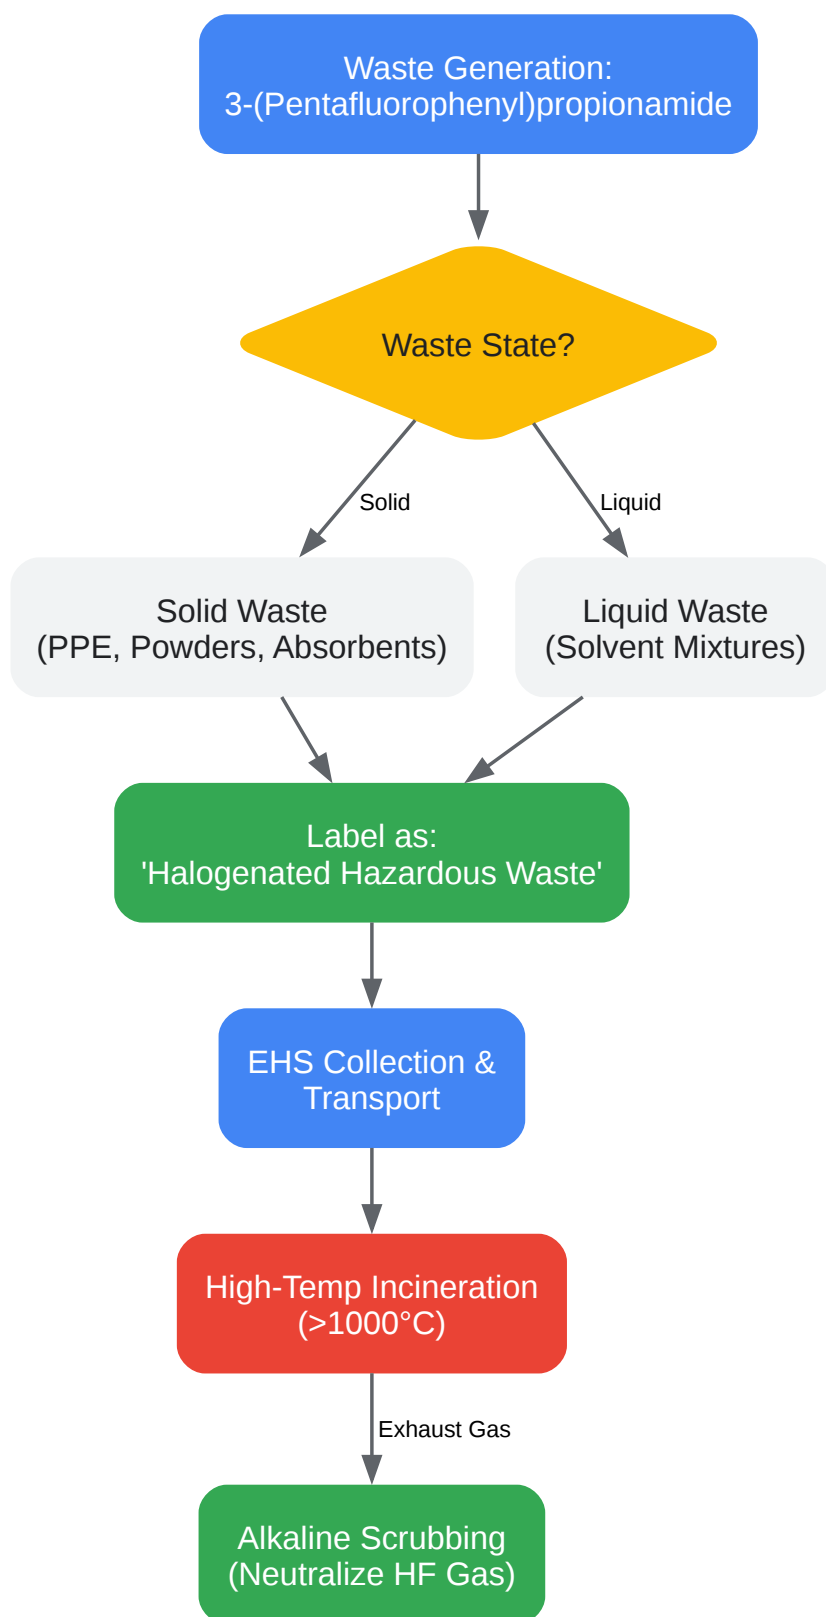 Waste Generation:
3-(Pentafluorophenyl)propionamide
Waste State?
Solid
Liquid
Solid Waste
(PPE, Powders, Absorbents)
Liquid Waste
(Solvent Mixtures)
Label as:
'Halogenated Hazardous Waste'
EHS Collection &
Transport
High-Temp Incineration
(>1000°C)
Exhaust Gas
Alkaline Scrubbing
(Neutralize HF Gas)